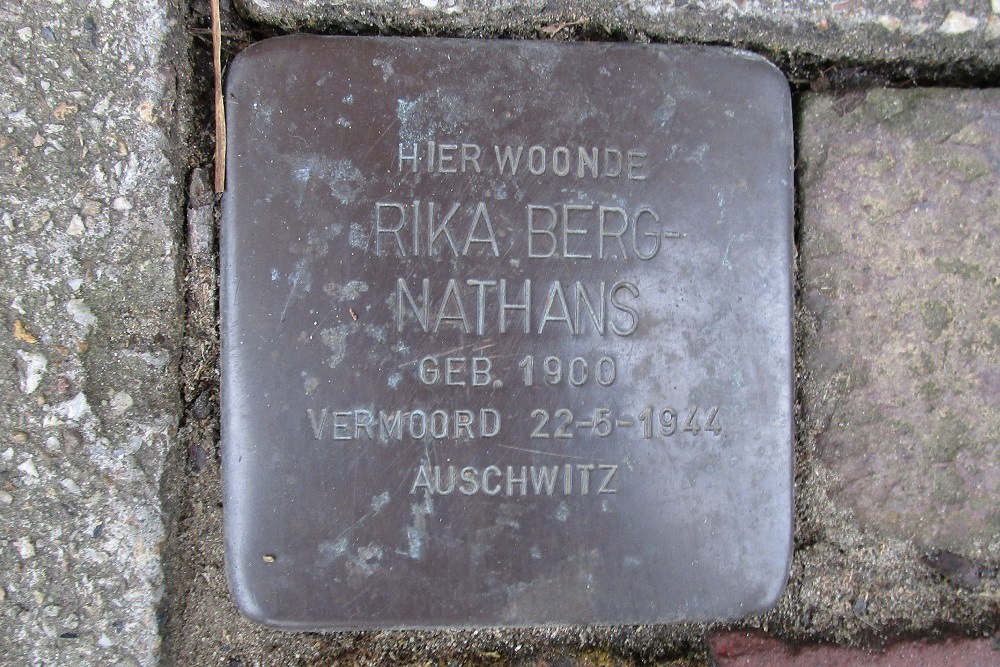 HIER WOONDE
RIKA BERG-
NATHANS
GEB. 1900
VERMOORD 22-5-1944
AUSCHWITZ